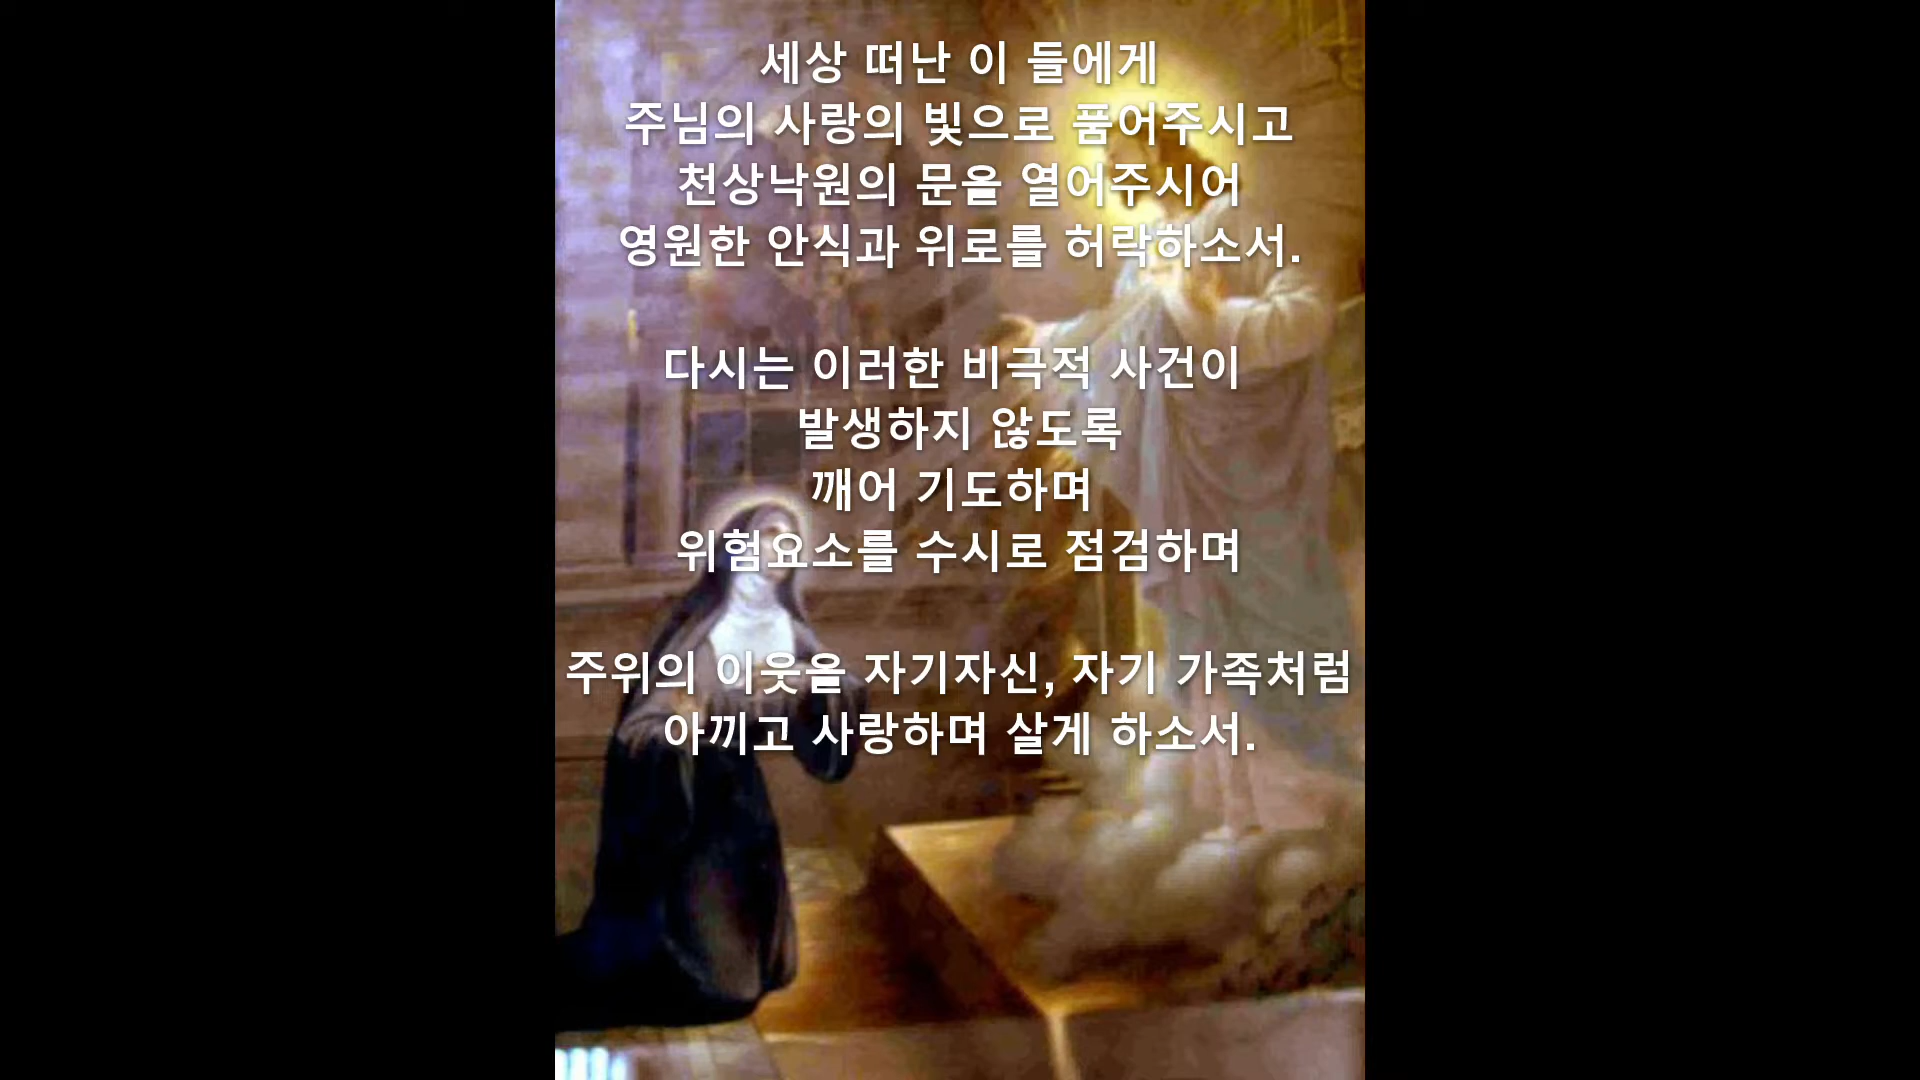 세상 떠난 이 들에게
주님의 사랑의 빛으로 품어주시고
천상낙원의 문을 열어주시어
영원한 안식과 위로를 허락하소서.
다시는 이러한 비극적 사건이
발생하지 않도록
깨어 기도하며
위험요소를 수시로 점검하며
주위의 이웃을 자기자신, 자기 가족처럼
아끼고 사랑하며 살게 하소서.